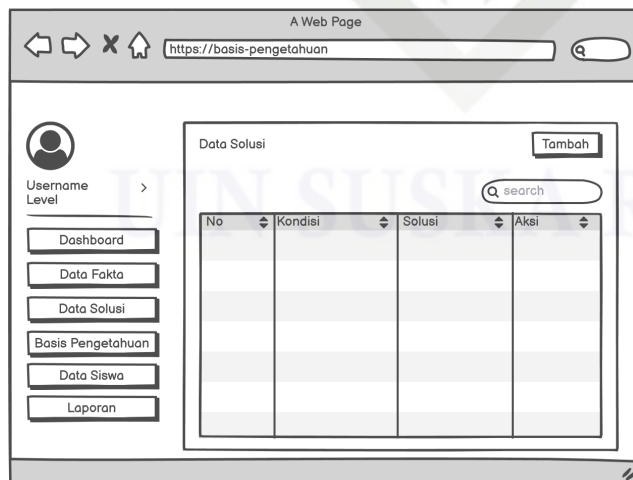 A Web Page
https://basis-pengetahuan
Username
Level
>
Dashboard
Data Fakta
Data Solusi
Basis Pengetahuan
Data Siswa
Laporan
Data Solusi
Tambah
search
No Kondisi Solusi Aksi
UIN SUSKA